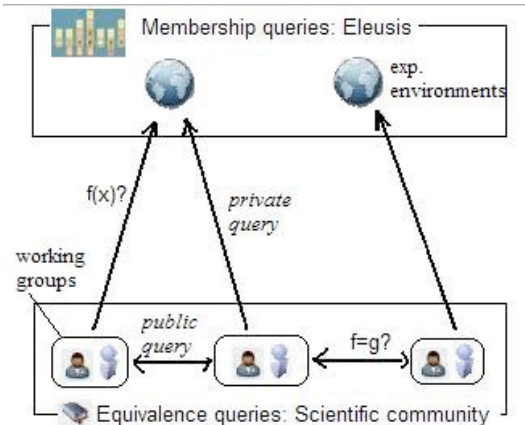 Membership queries: Eleusis
exp.
environments
f(x)?
private
query
working
groups
public
query
f=g?
Equivalence queries: Scientific community